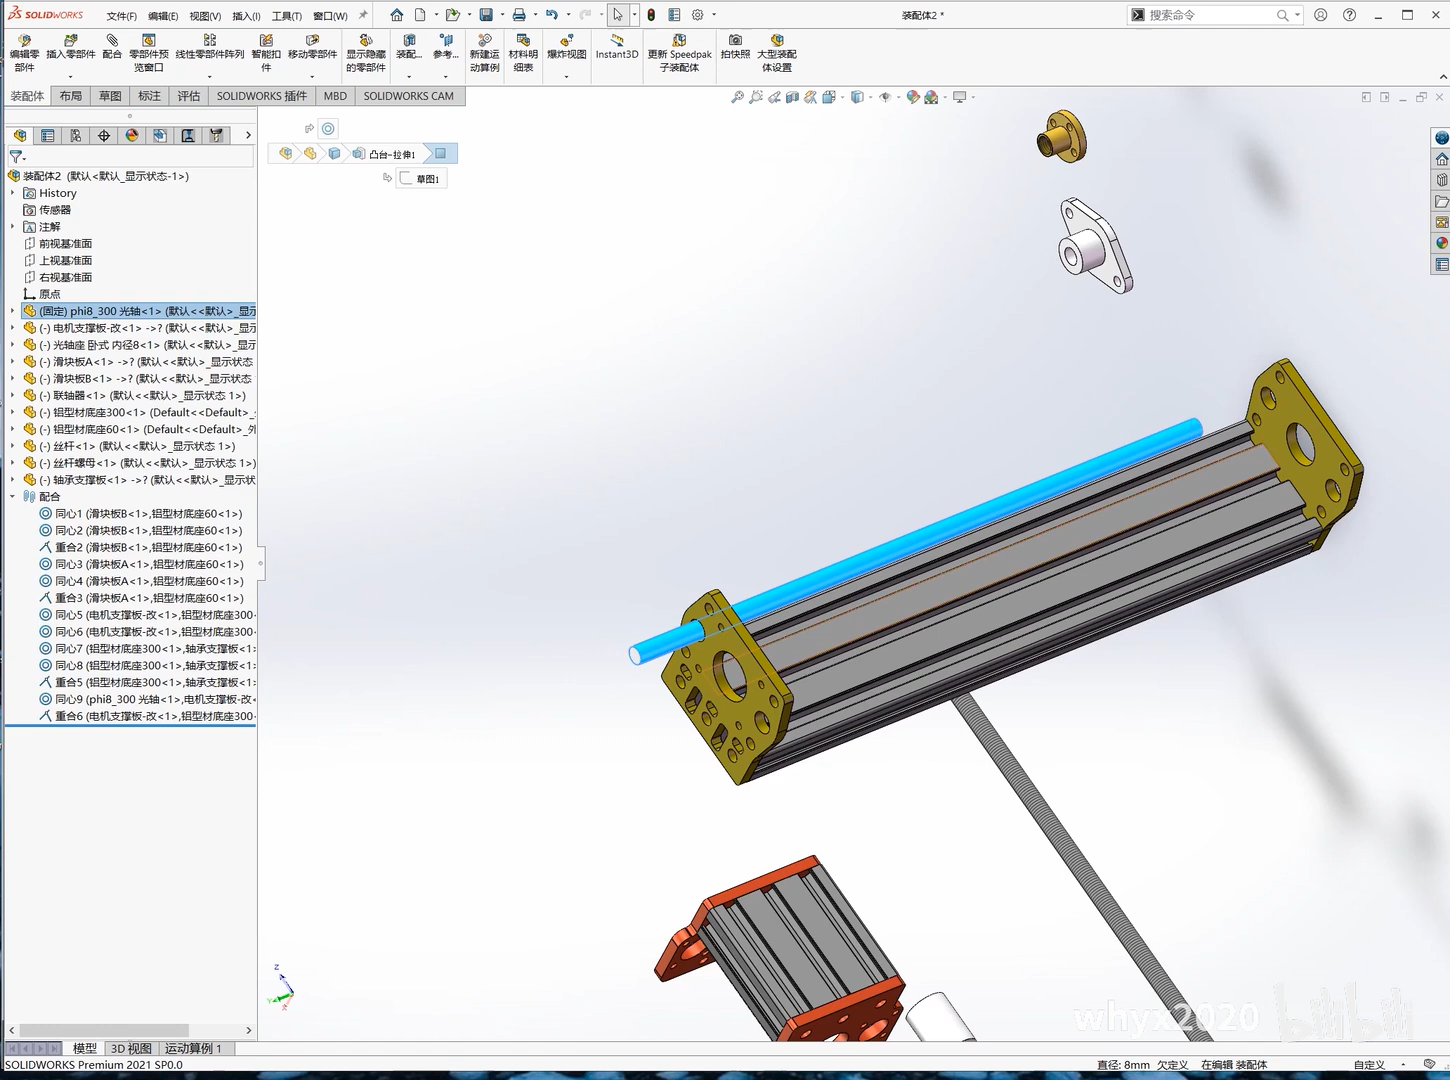 SOLIDWORKS 文件(F) 编辑(E) 视图(V) 插入(I) 工具(T) 窗口(W) 装配体2 * 搜索命令
编辑零部件 插入零部件 配合 零部件预览窗口 线性零部件阵列 智能扣件 移动零部件 显示隐藏的零部件 装配... 参考... 新建运动算例 材料明细表 爆炸视图 Instant3D 更新 Speedpak 子装配体 拍快照 大型装配体设置
装配体 布局 草图 标注 评估 SOLIDWORKS 插件 MBD SOLIDWORKS CAM
凸台-拉伸1
草图1
装配体2 (默认<默认_显示状态-1>)
History
传感器
注解
前视基准面
上视基准面
右视基准面
原点
(固定) phi8_300 光轴<1> (默认<<默认>_显示
(-) 电机支撑板-改<1> ->? (默认<<默认>_显
(-) 光轴座 卧式 内径8<1> (默认<<默认>_显示
(-) 滑块板A<1> ->? (默认<<默认>_显示状态
(-) 滑块板B<1> ->? (默认<<默认>_显示状态
(-) 联轴器<1> (默认<<默认>_显示状态 1>)
(-) 铝型材底座300<1> (Default<<Default>_
(-) 铝型材底座60<1> (Default<<Default>_外
(-) 丝杆<1> (默认<<默认>_显示状态 1>)
(-) 丝杆螺母<1> (默认<<默认>_显示状态 1>)
(-) 轴承支撑板<1> ->? (默认<<默认>_显示状
配合
同心1 (滑块板B<1>,铝型材底座60<1>)
同心2 (滑块板B<1>,铝型材底座60<1>)
重合2 (滑块板B<1>,铝型材底座60<1>)
同心3 (滑块板A<1>,铝型材底座60<1>)
同心4 (滑块板A<1>,铝型材底座60<1>)
重合3 (滑块板A<1>,铝型材底座60<1>)
同心5 (电机支撑板-改<1>,铝型材底座300
同心6 (电机支撑板-改<1>,铝型材底座300
同心7 (铝型材底座300<1>,轴承支撑板<1>
同心8 (铝型材底座300<1>,轴承支撑板<1>
重合5 (铝型材底座300<1>,轴承支撑板<1>
同心9 (phi8_300 光轴<1>,电机支撑板-改<
重合6 (电机支撑板-改<1>,铝型材底座300
Z
Y
X
whyx2020 bilibili
模型 3D 视图 运动算例 1
SOLIDWORKS Premium 2021 SP0.0 直径: 8mm 欠定义 在编辑 装配体 自定义